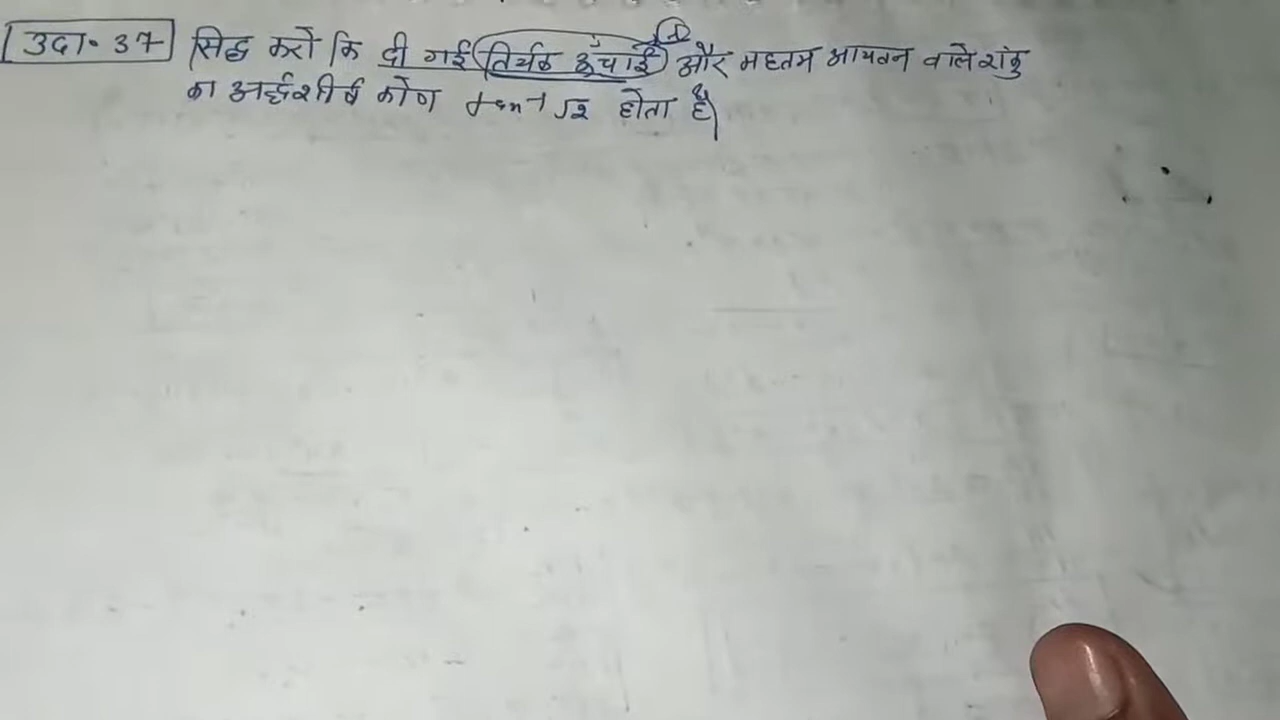 उदा. 37 सिद्ध करो कि दी गई तिर्यक ऊंचाई और महत्तम आयतन वाले शंकु
का अर्द्धशीर्ष कोण tan⁻¹ √2 होता है।